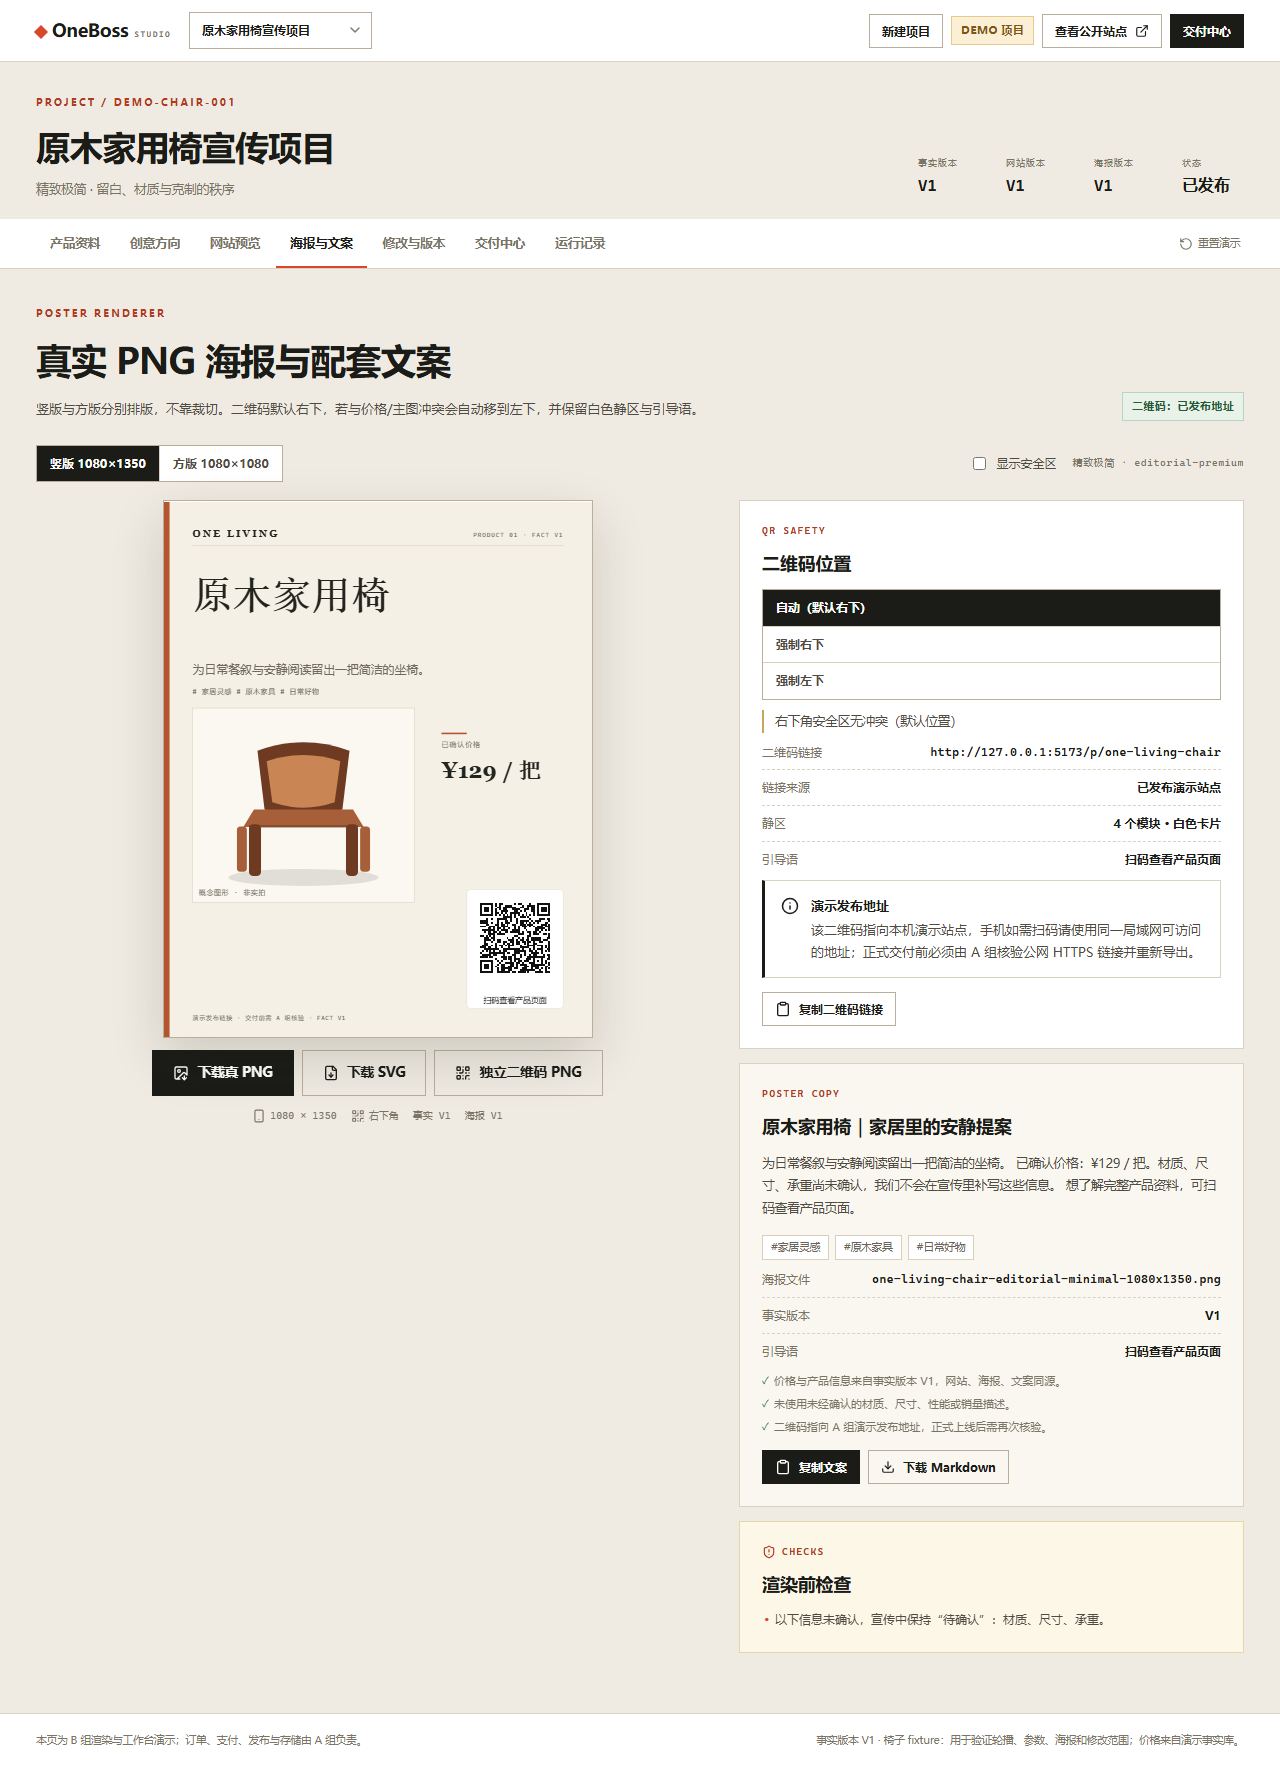 OneBoss STUDIO
原木家用椅宣传项目
新建项目
DEMO 项目
查看公开站点
交付中心
PROJECT / DEMO-CHAIR-001
原木家用椅宣传项目
精致极简 · 留白、材质与克制的秩序
事实版本
V1
网站版本
V1
海报版本
V1
状态
已发布
产品资料
创意方向
网站预览
海报与文案
修改与版本
交付中心
运行记录
重置演示
POSTER RENDERER
真实 PNG 海报与配套文案
竖版与方版分别排版，不靠裁切。二维码默认右下，若与价格/主图冲突会自动移到左下，并保留白色静区与引导语。
二维码：已发布地址
竖版 1080×1350
方版 1080×1080
显示安全区
精致极简 · editorial-premium
ONE LIVING
PRODUCT 01 · FACT V1
原木家用椅
为日常餐叙与安静阅读留出一把简洁的坐椅。
# 家居灵感 # 原木家具 # 日常好物
已确认价格
¥129 / 把
概念图形 · 非实拍
扫码查看产品页面
演示发布链接 · 交付前需 A 组核验 · FACT V1
下载真 PNG
下载 SVG
独立二维码 PNG
1080 × 1350
右下角
事实 V1
海报 V1
QR SAFETY
二维码位置
自动（默认右下）
强制右下
强制左下
右下角安全区无冲突（默认位置）
二维码链接
http://127.0.0.1:5173/p/one-living-chair
链接来源
已发布演示站点
静区
4 个模块 · 白色卡片
引导语
扫码查看产品页面
演示发布地址
该二维码指向本机演示站点，手机如需扫码请使用同一局域网可访问
的地址；正式交付前必须由 A 组核验公网 HTTPS 链接并重新导出。
复制二维码链接
POSTER COPY
原木家用椅｜家居里的安静提案
为日常餐叙与安静阅读留出一把简洁的坐椅。 已确认价格：¥129 / 把。材质、尺
寸、承重尚未确认，我们不会在宣传里补写这些信息。 想了解完整产品资料，可扫
码查看产品页面。
#家居灵感
#原木家具
#日常好物
海报文件
one-living-chair-editorial-minimal-1080x1350.png
事实版本
V1
引导语
扫码查看产品页面
✓ 价格与产品信息来自事实版本 V1，网站、海报、文案同源。
✓ 未使用未经确认的材质、尺寸、性能或销量描述。
✓ 二维码指向 A 组演示发布地址，正式上线后需再次核验。
复制文案
下载 Markdown
CHECKS
渲染前检查
• 以下信息未确认，宣传中保持“待确认”：材质、尺寸、承重。
本页为 B 组渲染与工作台演示；订单、支付、发布与存储由 A 组负责。
事实版本 V1 · 椅子 fixture：用于验证轮播、参数、海报和修改范围；价格来自演示事实库。